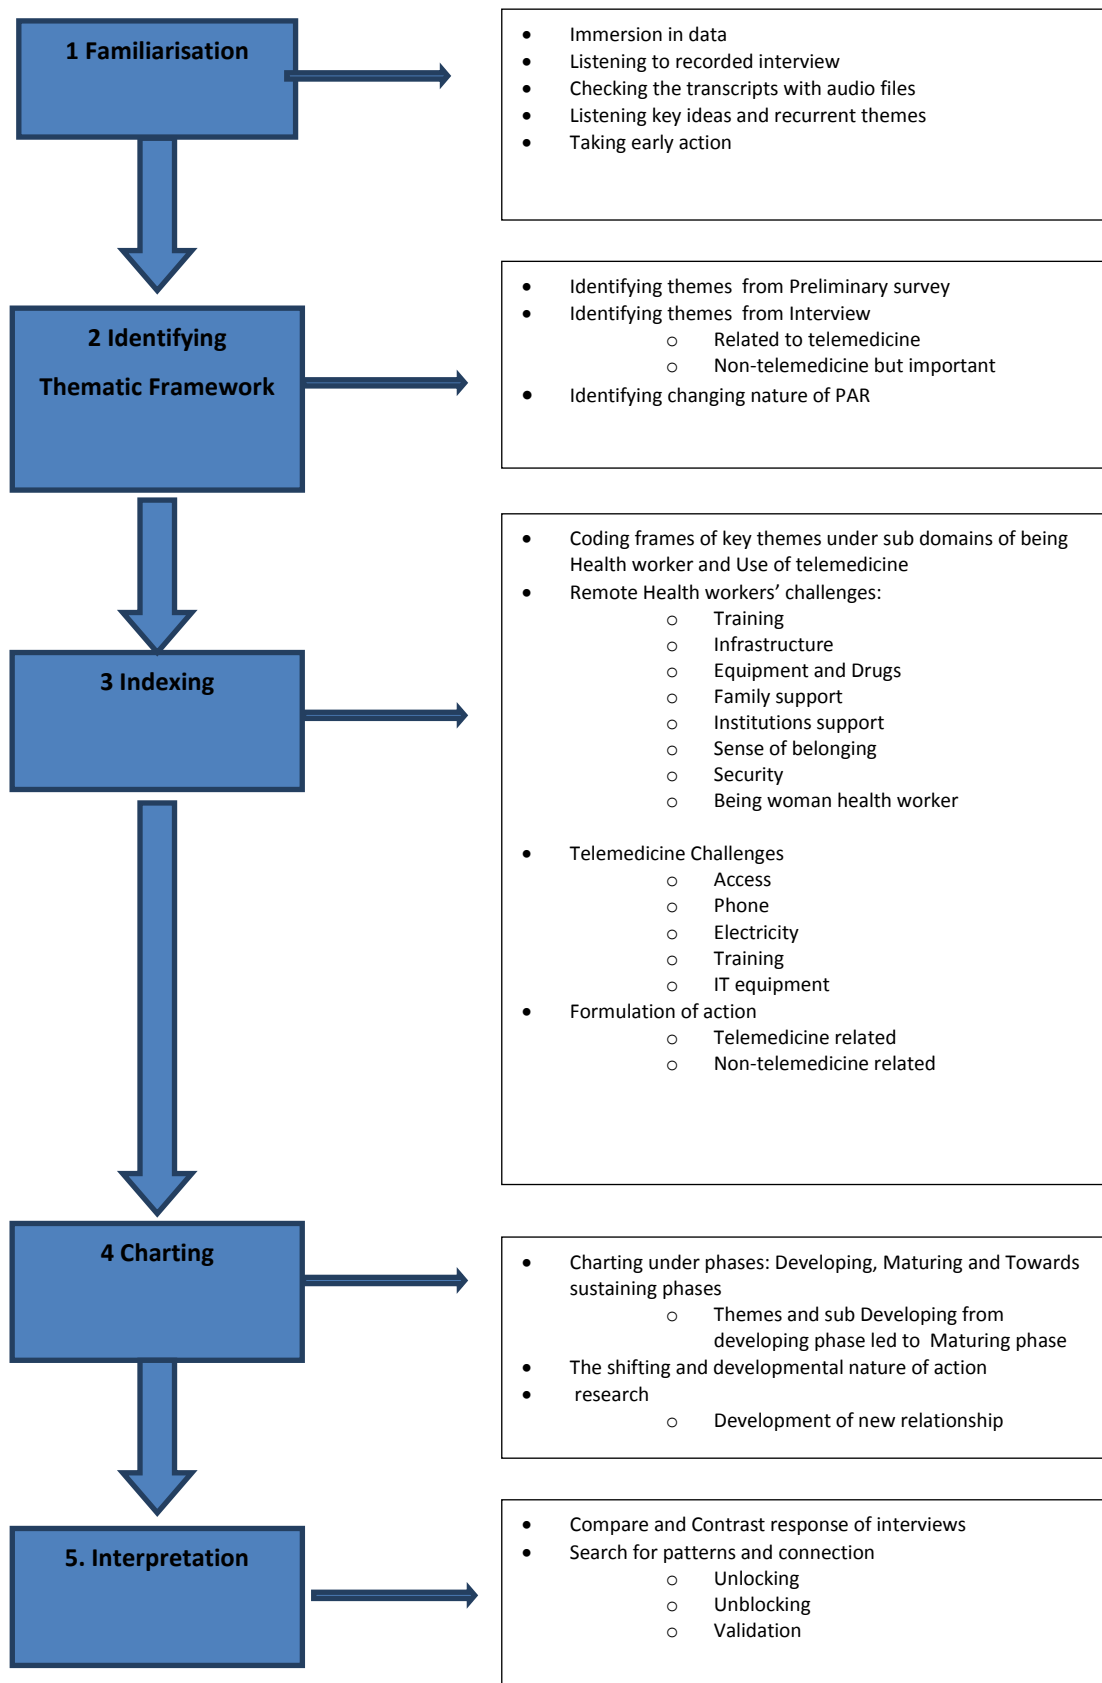 1 Familiarisation
• Immersion in data
• Listening to recorded interview
• Checking the transcripts with audio files
• Listening key ideas and recurrent themes
• Taking early action
2 Identifying
Thematic Framework
• Identifying themes from Preliminary survey
• Identifying themes from Interview
o Related to telemedicine
o Non-telemedicine but important
• Identifying changing nature of PAR
3 Indexing
• Coding frames of key themes under sub domains of being
Health worker and Use of telemedicine
• Remote Health workers’ challenges:
o Training
o Infrastructure
o Equipment and Drugs
o Family support
o Institutions support
o Sense of belonging
o Security
o Being woman health worker
• Telemedicine Challenges
o Access
o Phone
o Electricity
o Training
o IT equipment
• Formulation of action
o Telemedicine related
o Non-telemedicine related
4 Charting
• Charting under phases: Developing, Maturing and Towards
sustaining phases
o Themes and sub Developing from
developing phase led to Maturing phase
• The shifting and developmental nature of action
• research
o Development of new relationship
5. Interpretation
• Compare and Contrast response of interviews
• Search for patterns and connection
o Unlocking
o Unblocking
o Validation